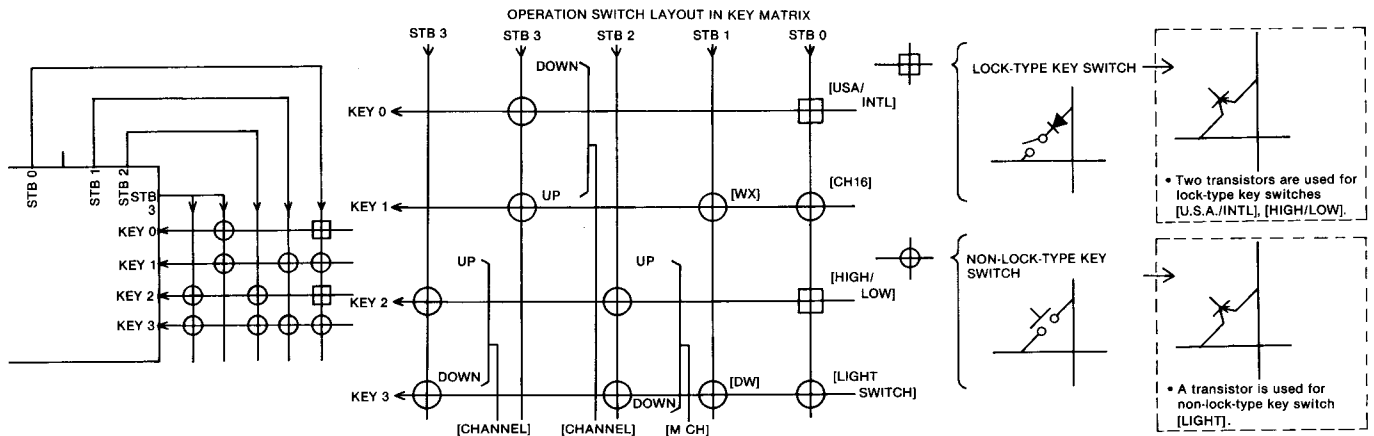 OPERATION SWITCH LAYOUT IN KEY MATRIX
STB 3
STB 3
STB 2
STB 1
STB 0
DOWN
[USA/
INTL]
KEY 0
UP
[WX]
[CH16]
KEY 1
UP
UP
[HIGH/
LOW]
KEY 2
DOWN
DOWN
[DW]
[LIGHT
SWITCH]
KEY 3
[CHANNEL]
[CHANNEL]
[M CH]
STB 0
STB 1
STB 2
STB
3
KEY 0
KEY 1
KEY 2
KEY 3
LOCK-TYPE KEY SWITCH
• Two transistors are used for
lock-type key switches
[U.S.A./INTL], [HIGH/LOW].
NON-LOCK-TYPE KEY
SWITCH
• A transistor is used for
non-lock-type key switch
[LIGHT].